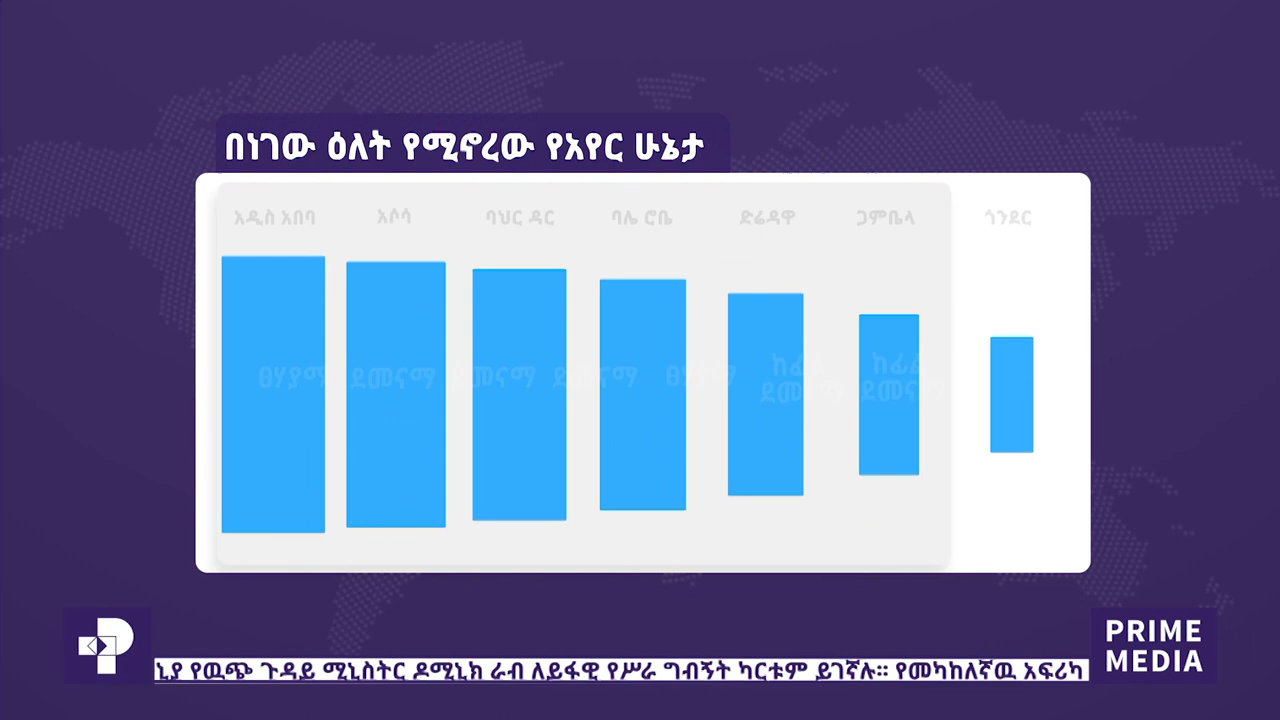 በነገው ዕለት የሚኖረው የአየር ሁኔታ
አዲስ አበባ አሶሳ ባህር ዳር ባሌ ሮቤ ድሬዳዋ ጋምቤላ ጎንደር
ፀሃያማ ደመናማ ደመናማ ደመናማ ፀሃያማ ከፊል ከፊል
ደመናማ ደመናማ
PRIME
MEDIA
ኒያ የዉጭ ጉዳይ ሚኒስትር ዶሚኒክ ራብ ለይፋዊ የሥራ ግብኝት ካርቱም ይገኛሉ። የመካከለኛዉ አፍሪካ